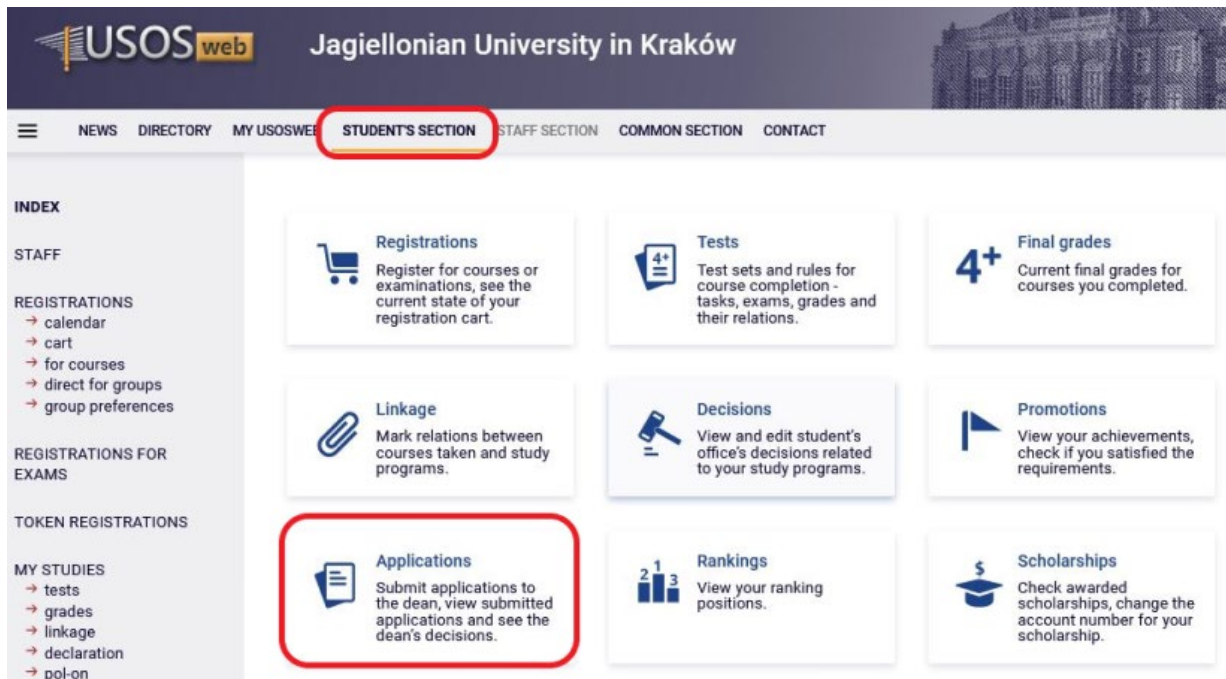 USOS web
Jagiellonian University in Kraków
NEWS DIRECTORY MY USOSWEB STUDENT'S SECTION STAFF SECTION COMMON SECTION CONTACT
INDEX
STAFF
REGISTRATIONS
→ calendar
→ cart
→ for courses
→ direct for groups
→ group preferences
REGISTRATIONS FOR
EXAMS
TOKEN REGISTRATIONS
MY STUDIES
→ tests
→ grades
→ linkage
→ declaration
→ pol-on
Registrations
Register for courses or
examinations, see the
current state of your
registration cart.
4+
Tests
Test sets and rules for
course completion -
tasks, exams, grades and
their relations.
4+
Final grades
Current final grades for
courses you completed.
Linkage
Mark relations between
courses taken and study
programs.
Decisions
View and edit student's
office's decisions related
to your study programs.
Promotions
View your achievements,
check if you satisfied the
requirements.
Applications
Submit applications to
the dean, view submitted
applications and see the
dean's decisions.
2 1 3
Rankings
View your ranking
positions.
$
Scholarships
Check awarded
scholarships, change the
account number for your
scholarship.